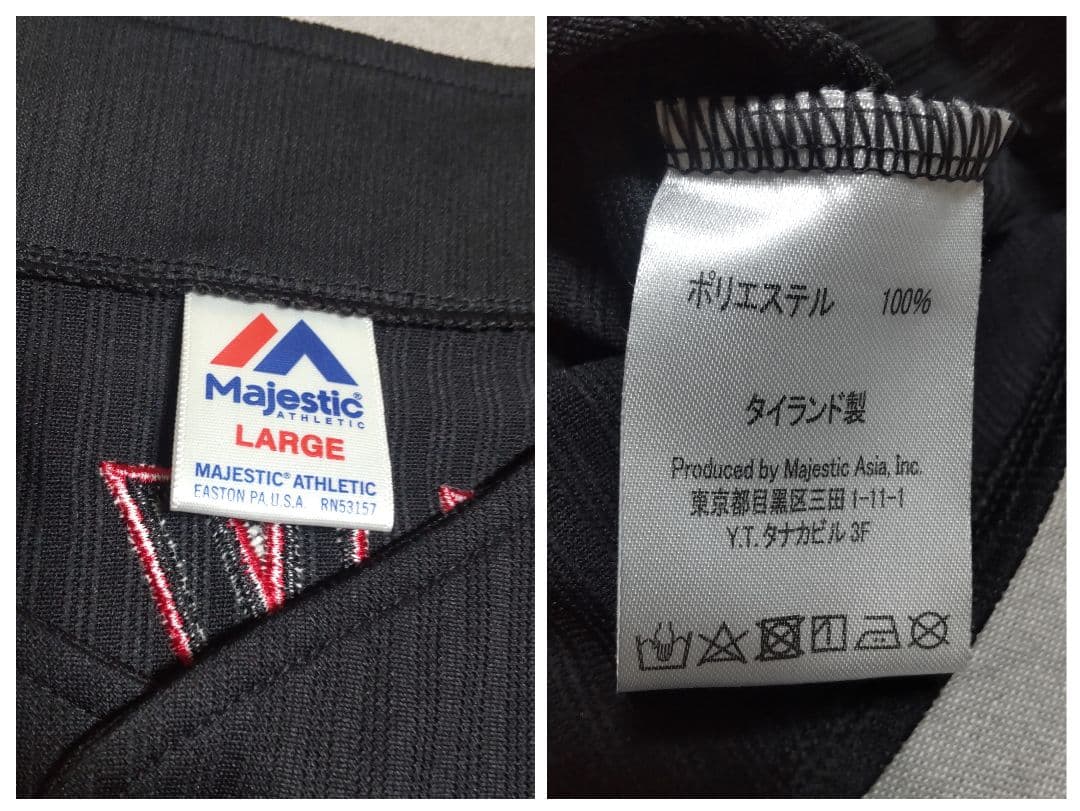 Majestic®
ATHLETIC
LARGE
MAJESTIC® ATHLETIC
EASTON PA, U.S.A. RN53157
ポリエステル 100%
タイランド製
Produced by Majestic Asia, Inc.
東京都目黒区三田 1-11-1
Y.T. タナカビル 3F